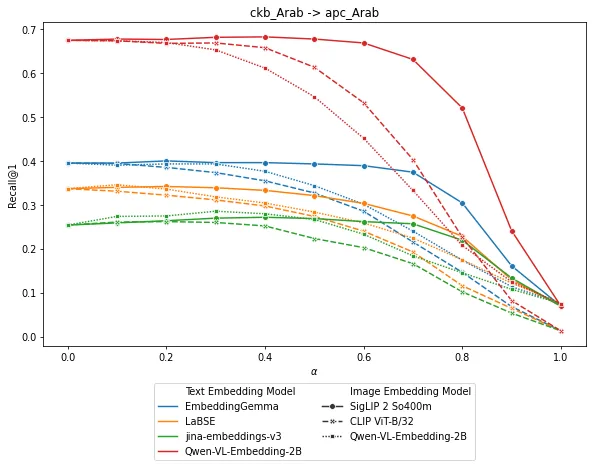 ckb_Arab -> apc_Arab
Recall@1
0.7
0.6
0.5
0.4
0.3
0.2
0.1
0.0
0.0 0.2 0.4 0.6 0.8 1.0
α
Text Embedding Model
EmbeddingGemma
LaBSE
jina-embeddings-v3
Qwen-VL-Embedding-2B
Image Embedding Model
SigLIP 2 So400m
CLIP ViT-B/32
Qwen-VL-Embedding-2B